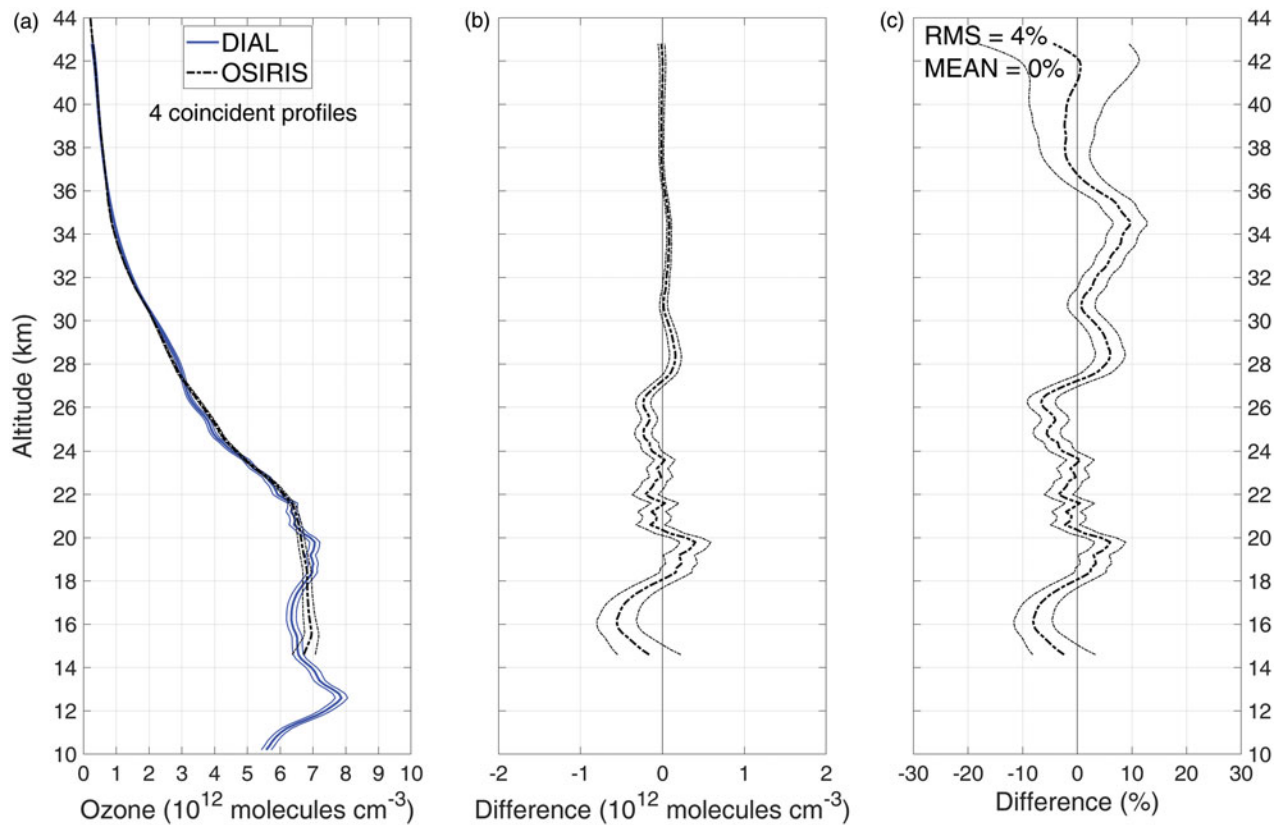 (a)
DIAL
OSIRIS
4 coincident profiles
44
42
40
38
36
34
32
30
28
26
24
22
20
18
16
14
12
10
Altitude (km)
0 1 2 3 4 5 6 7 8 9 10
Ozone (10¹² molecules cm⁻³)
(b)
-2 -1 0 1 2
Difference (10¹² molecules cm⁻³)
(c)
RMS = 4%
MEAN = 0%
44
42
40
38
36
34
32
30
28
26
24
22
20
18
16
14
12
10
-30 -20 -10 0 10 20 30
Difference (%)